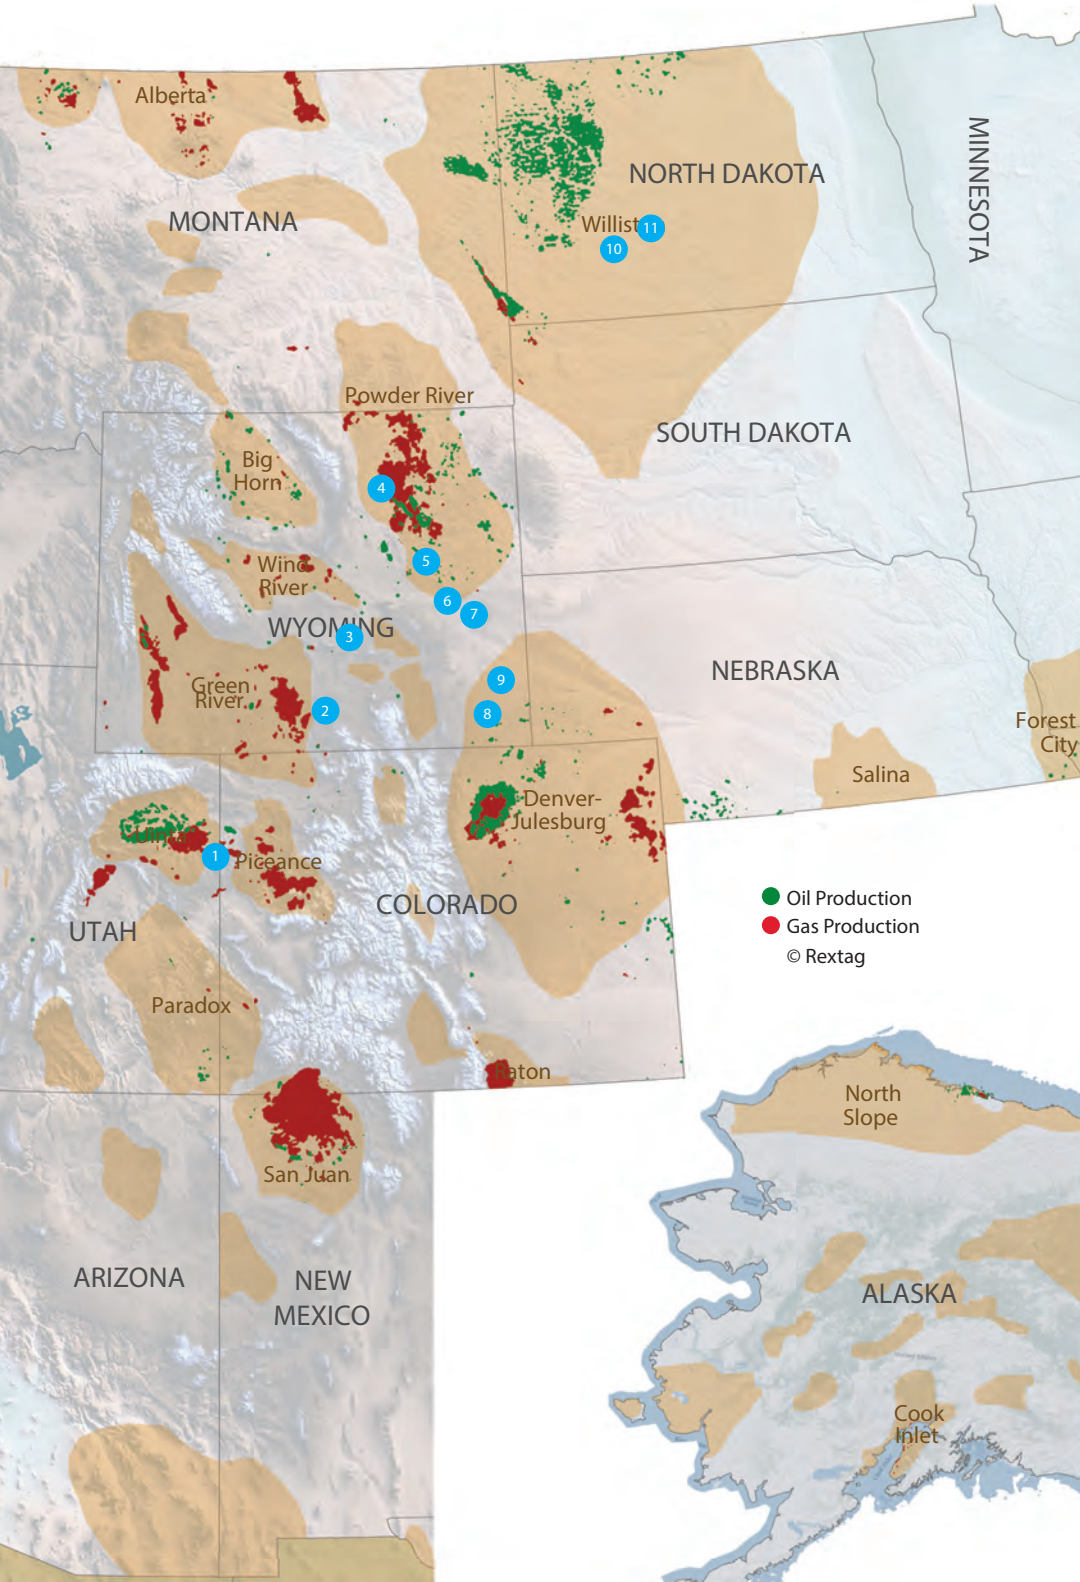 Alberta
MINNESOTA
NORTH DAKOTA
MONTANA
Willist
11
10
Powder River
SOUTH DAKOTA
Big
Horn
4
Wind
River
5
6
7
WYOMING
3
NEBRASKA
9
Green
River
2
8
Forest
City
Salina
Denver-
Julesburg
Uinta
1
Piceance
COLORADO
Oil Production
Gas Production
© Rextag
UTAH
Paradox
Raton
North
Slope
San Juan
ARIZONA
NEW
MEXICO
ALASKA
Cook
Inlet